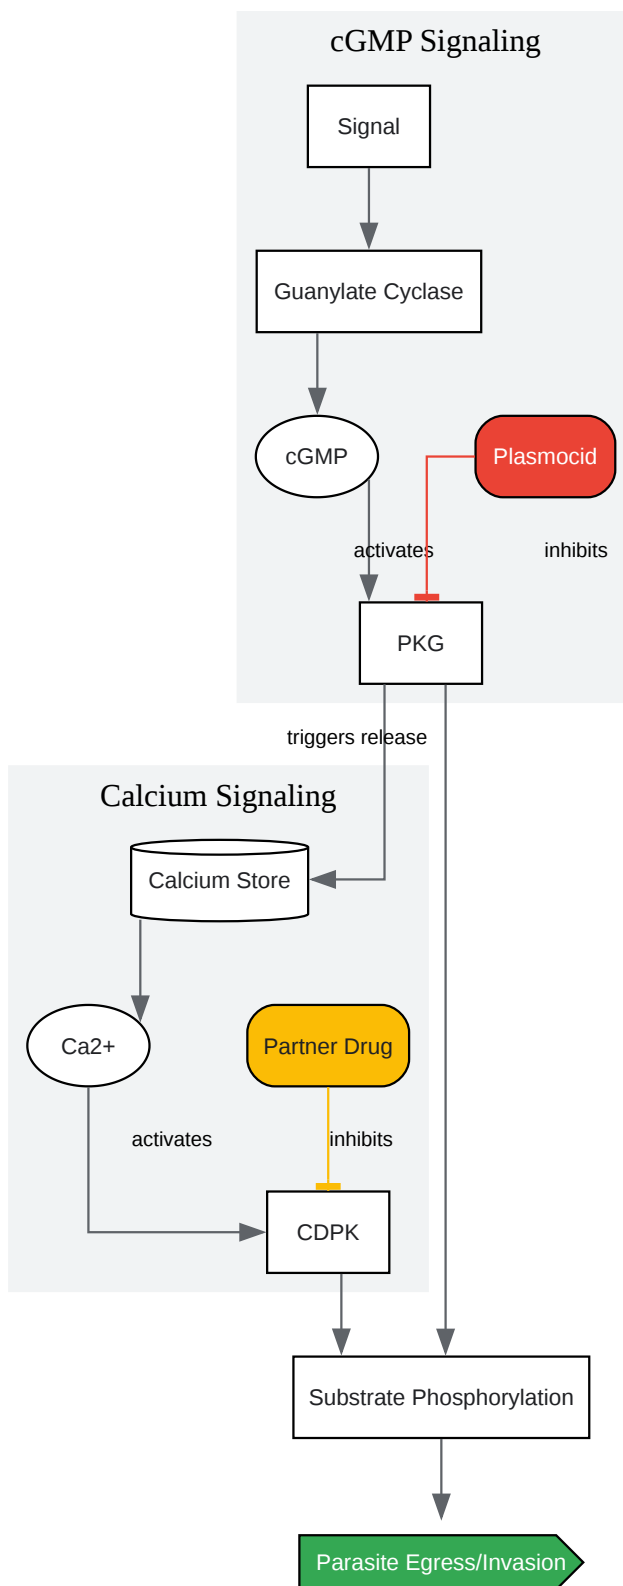 cGMP Signaling
Signal
Guanylate Cyclase
cGMP
Plasmocid
activates
inhibits
PKG
triggers release
Calcium Signaling
Calcium Store
Ca2+
Partner Drug
activates
inhibits
CDPK
Substrate Phosphorylation
Parasite Egress/Invasion